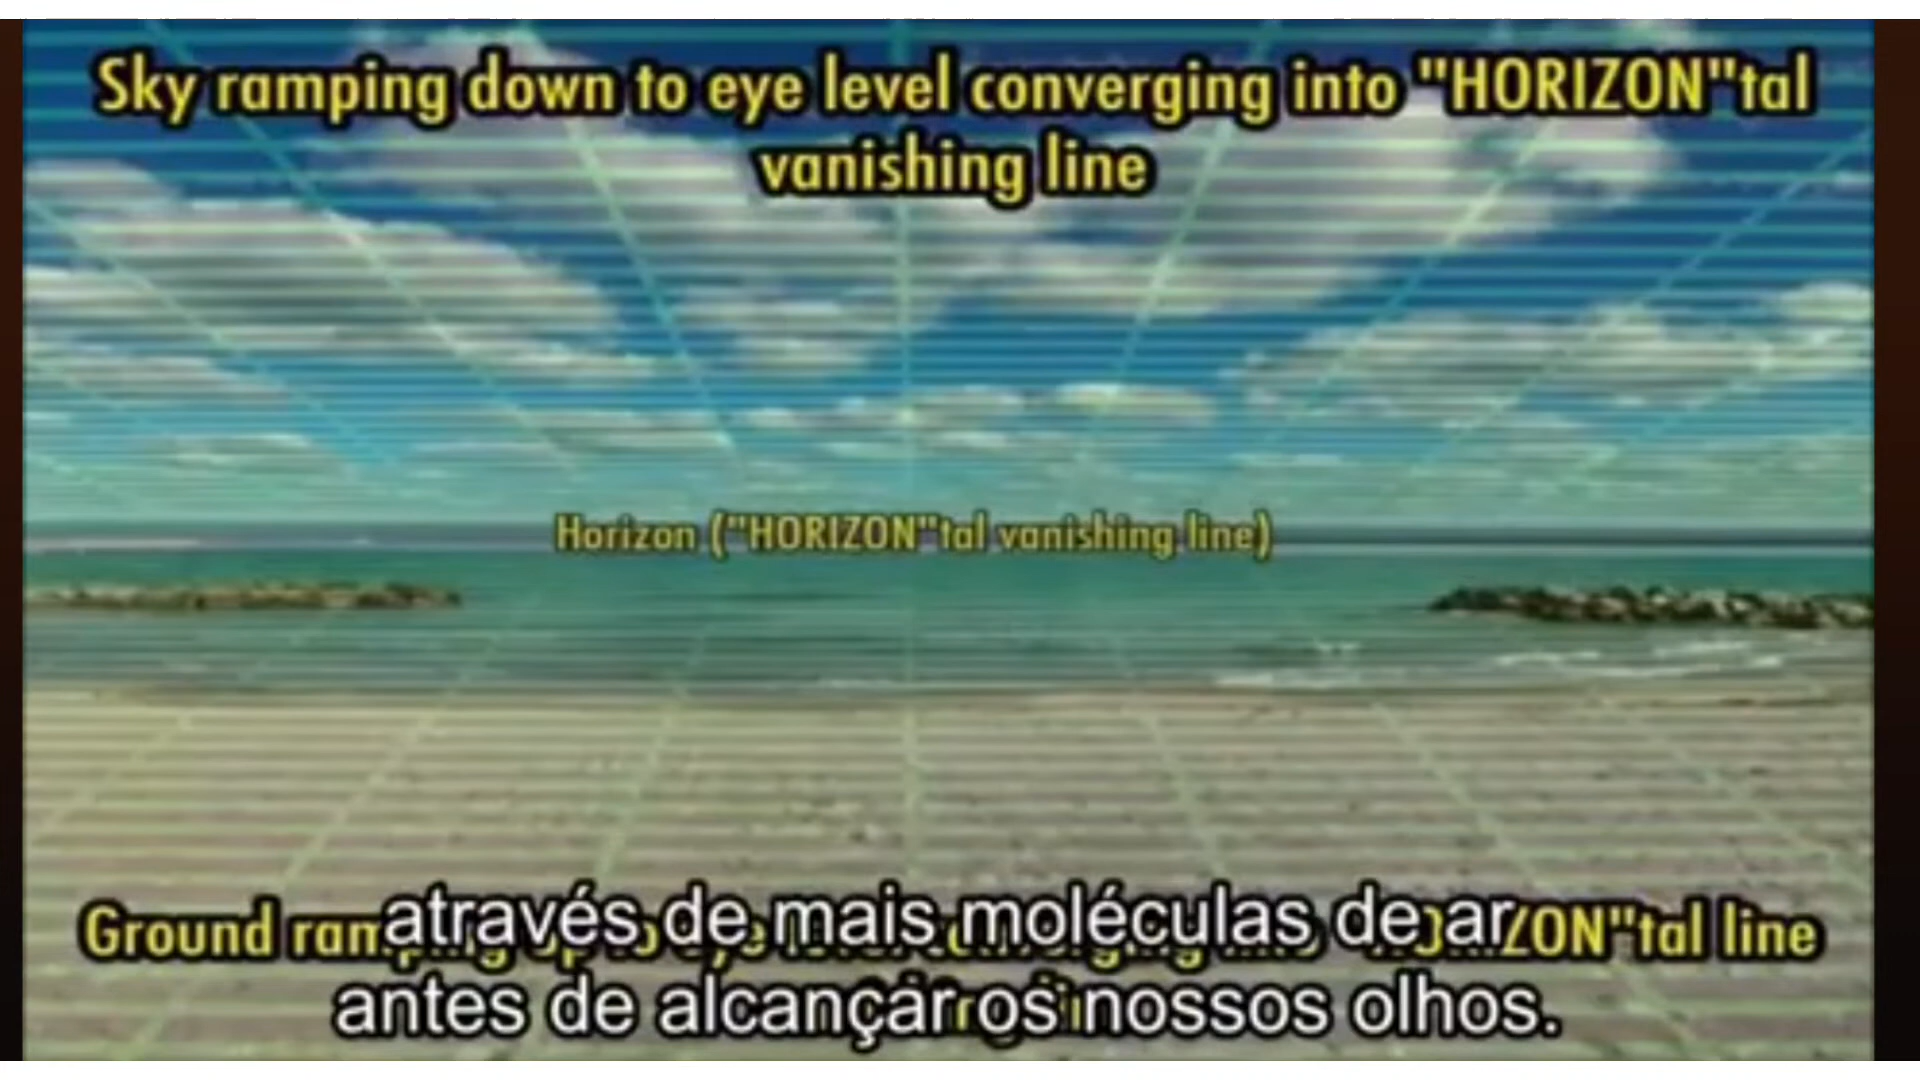 Sky ramping down to eye level converging into "HORIZON"tal
vanishing line
Horizon ("HORIZON"tal vanishing line)
Ground ZON"tal line
através de mais moléculas de ar
antes de alcançar os nossos olhos.